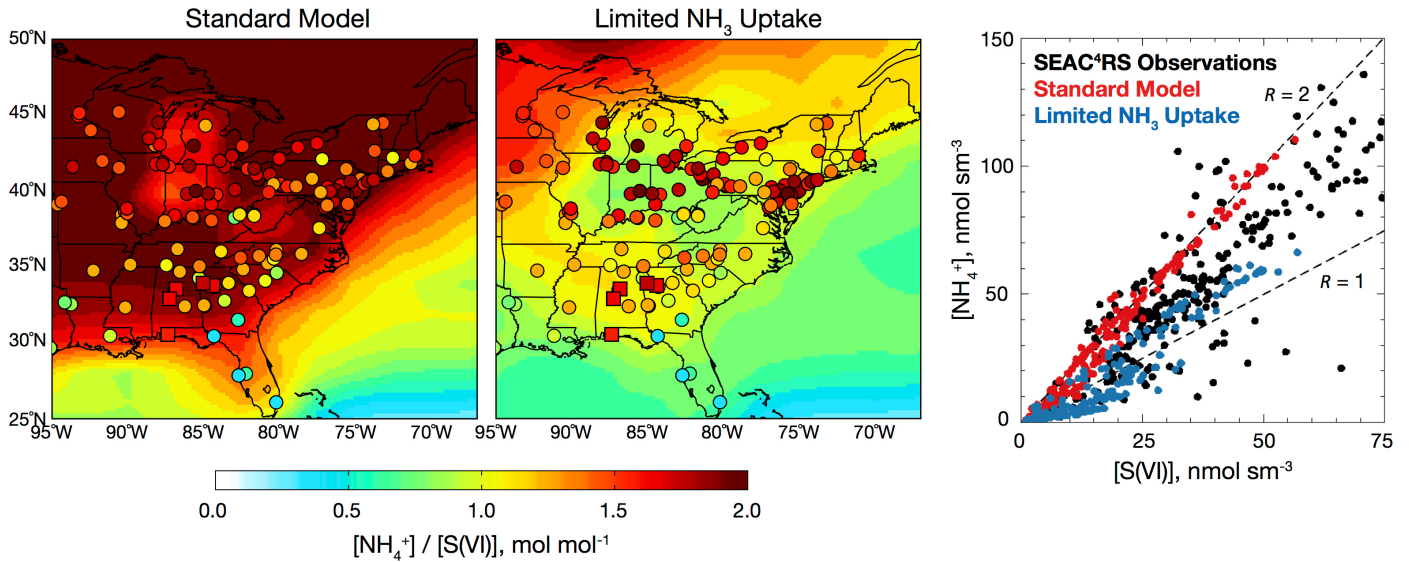 Standard Model
Limited NH₃ Uptake
50°N
45°N
40°N
35°N
30°N
25°N
95°W 90°W 85°W 80°W 75°W 70°W
95°W 90°W 85°W 80°W 75°W 70°W
0.0 0.5 1.0 1.5 2.0
[NH₄⁺] / [S(VI)], mol mol⁻¹
150
100
50
0
[NH₄⁺], nmol sm⁻³
SEAC⁴RS Observations
Standard Model
Limited NH₃ Uptake
R = 2
R = 1
0 25 50 75
[S(VI)], nmol sm⁻³